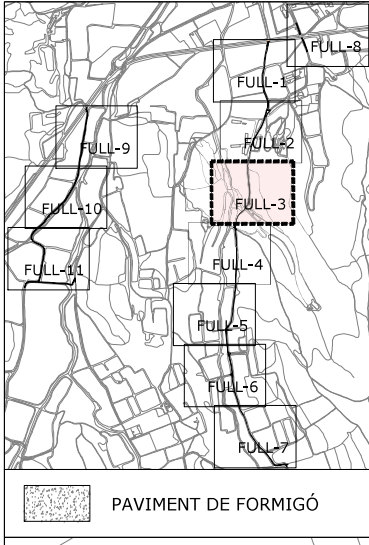 FULL-8
FULL-1
FULL-2
FULL-9
FULL-3
FULL-10
FULL-4
FULL-11
FULL-5
FULL-6
FULL-7
PAVIMENT DE FORMIGÓ